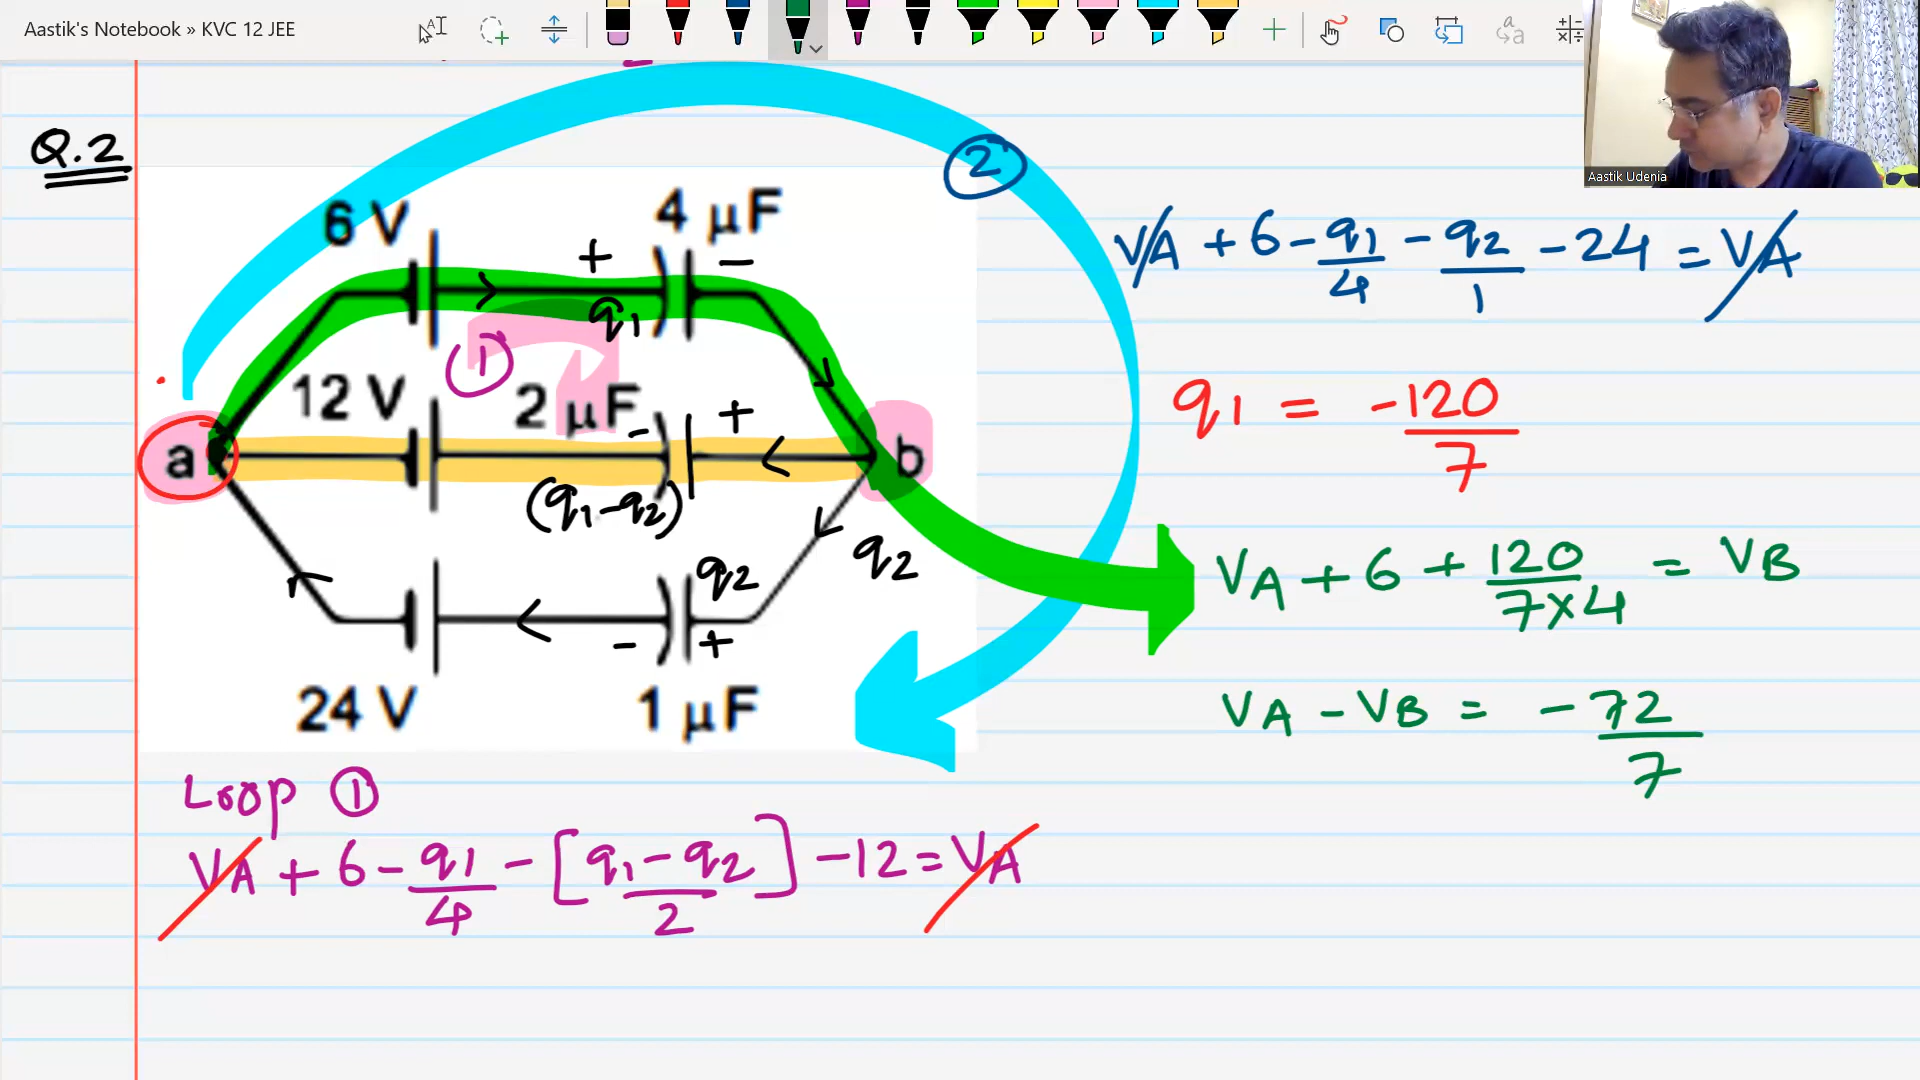 Aastik's Notebook » KVC 12 JEE
Aastik Udenia
Q.2
2
6 V
4 μF
+
-
q1
1
12 V
2 μF
-
+
a
b
(q1-q2)
q2
q2
-
+
24 V
1 μF
Loop 1
VA + 6 - q1/4 - [q1-q2/2] - 12 = VA
VA + 6 - q1/4 - q2/1 - 24 = VA
q1 = -120/7
VA + 6 + 120/7x4 = VB
VA - VB = -72/7